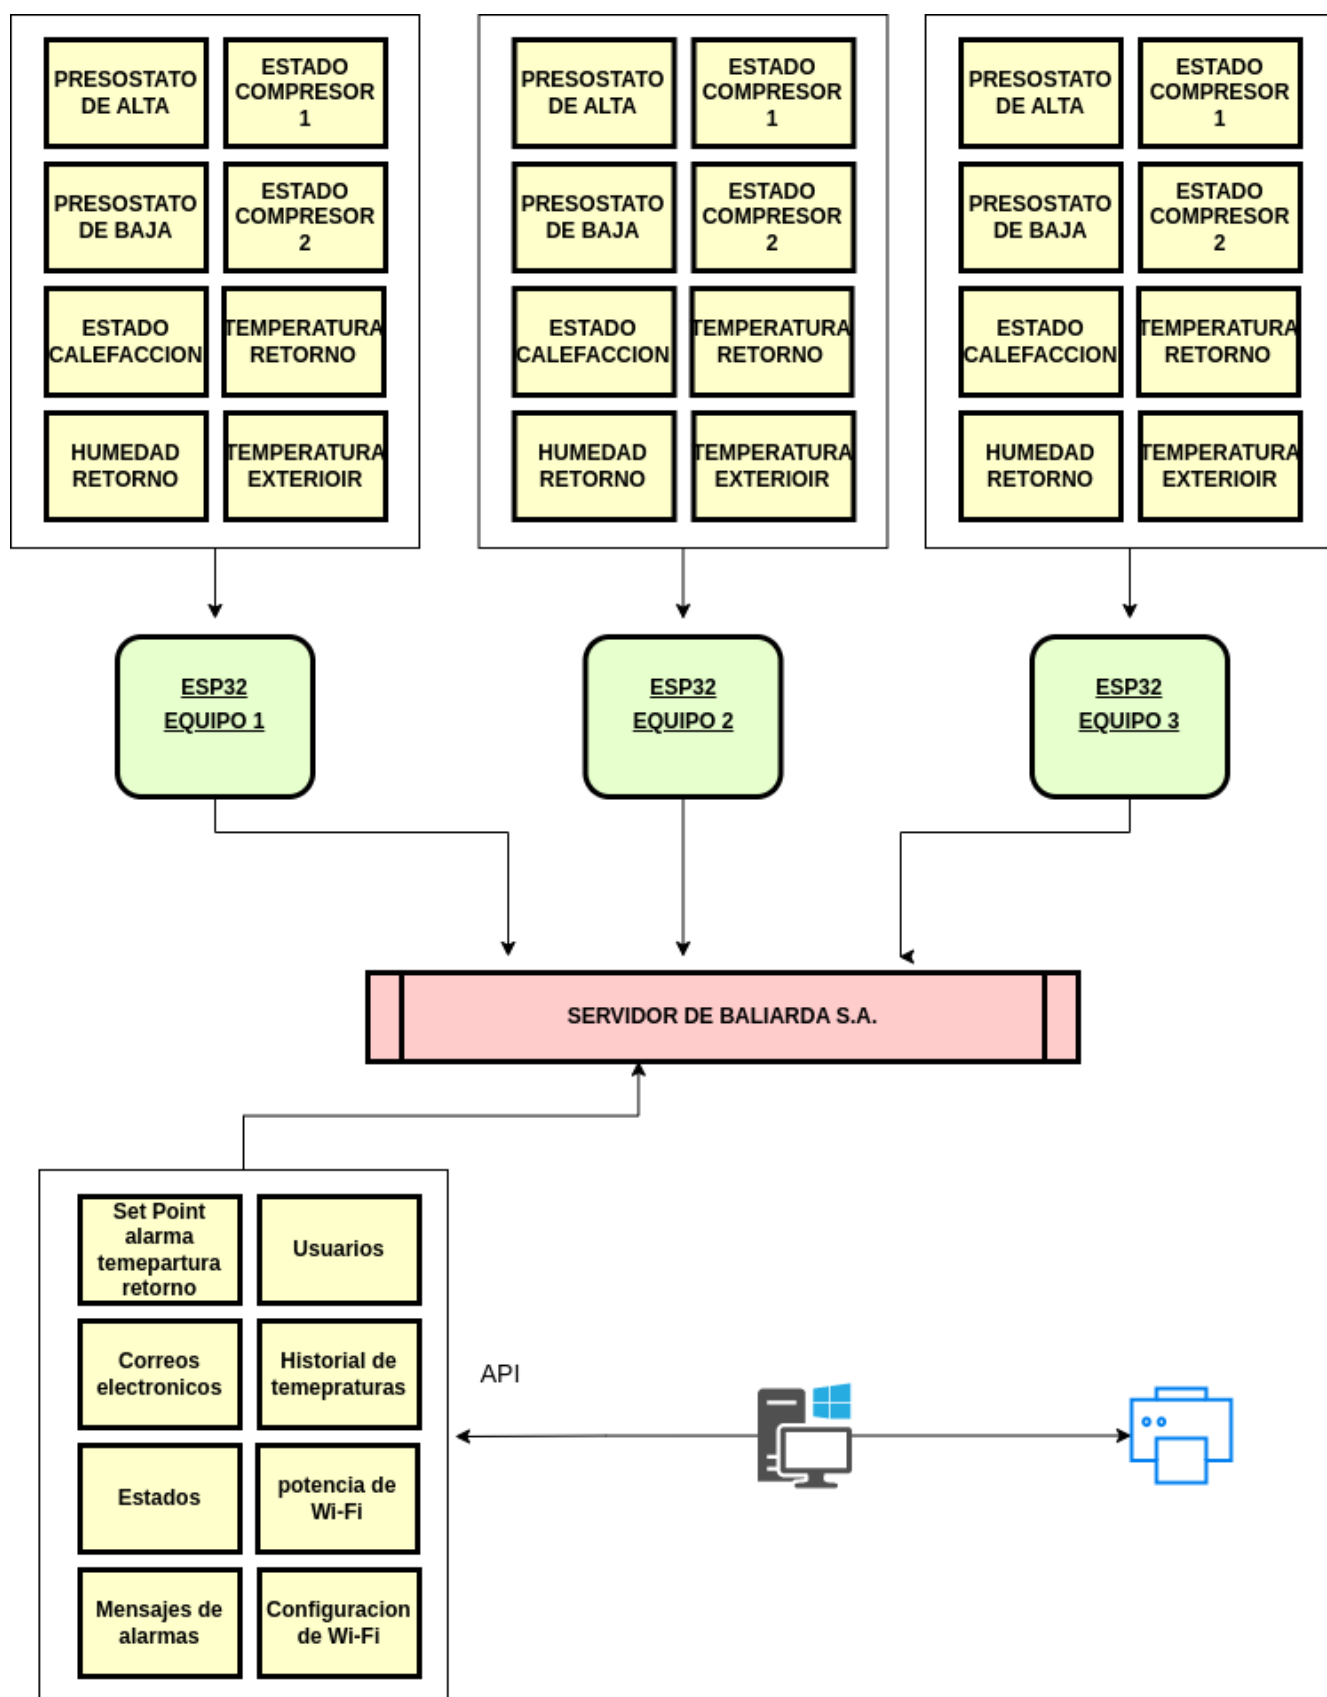 PRESOSTATO
DE ALTA
ESTADO
COMPRESOR
1
PRESOSTATO
DE BAJA
ESTADO
COMPRESOR
2
ESTADO
CALEFACCION
TEMPERATURA
RETORNO
HUMEDAD
RETORNO
TEMPERATURA
EXTERIOIR
PRESOSTATO
DE ALTA
ESTADO
COMPRESOR
1
PRESOSTATO
DE BAJA
ESTADO
COMPRESOR
2
ESTADO
CALEFACCION
TEMPERATURA
RETORNO
HUMEDAD
RETORNO
TEMPERATURA
EXTERIOIR
PRESOSTATO
DE ALTA
ESTADO
COMPRESOR
1
PRESOSTATO
DE BAJA
ESTADO
COMPRESOR
2
ESTADO
CALEFACCION
TEMPERATURA
RETORNO
HUMEDAD
RETORNO
TEMPERATURA
EXTERIOIR
ESP32
EQUIPO 1
ESP32
EQUIPO 2
ESP32
EQUIPO 3
SERVIDOR DE BALIARDA S.A.
Set Point
alarma
temepartura
retorno
Usuarios
Correos
electronicos
Historial de
temepraturas
Estados
potencia de
Wi-Fi
Mensajes de
alarmas
Configuracion
de Wi-Fi
API